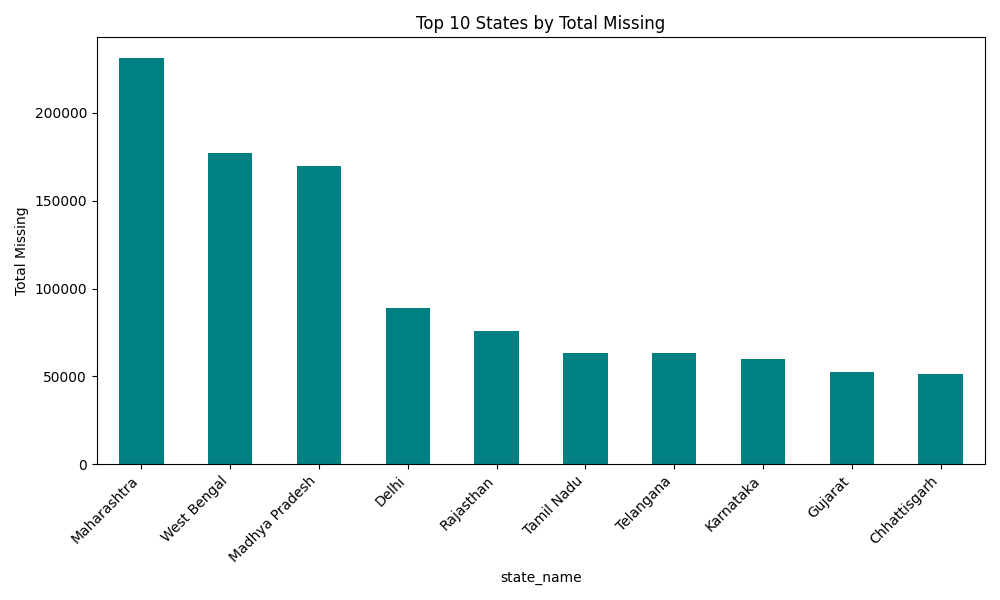 Top 10 States by Total Missing
Total Missing
200000
150000
100000
50000
0
Maharashtra
West Bengal
Madhya Pradesh
Delhi
Rajasthan
Tamil Nadu
Telangana
Karnataka
Gujarat
Chhattisgarh
state_name